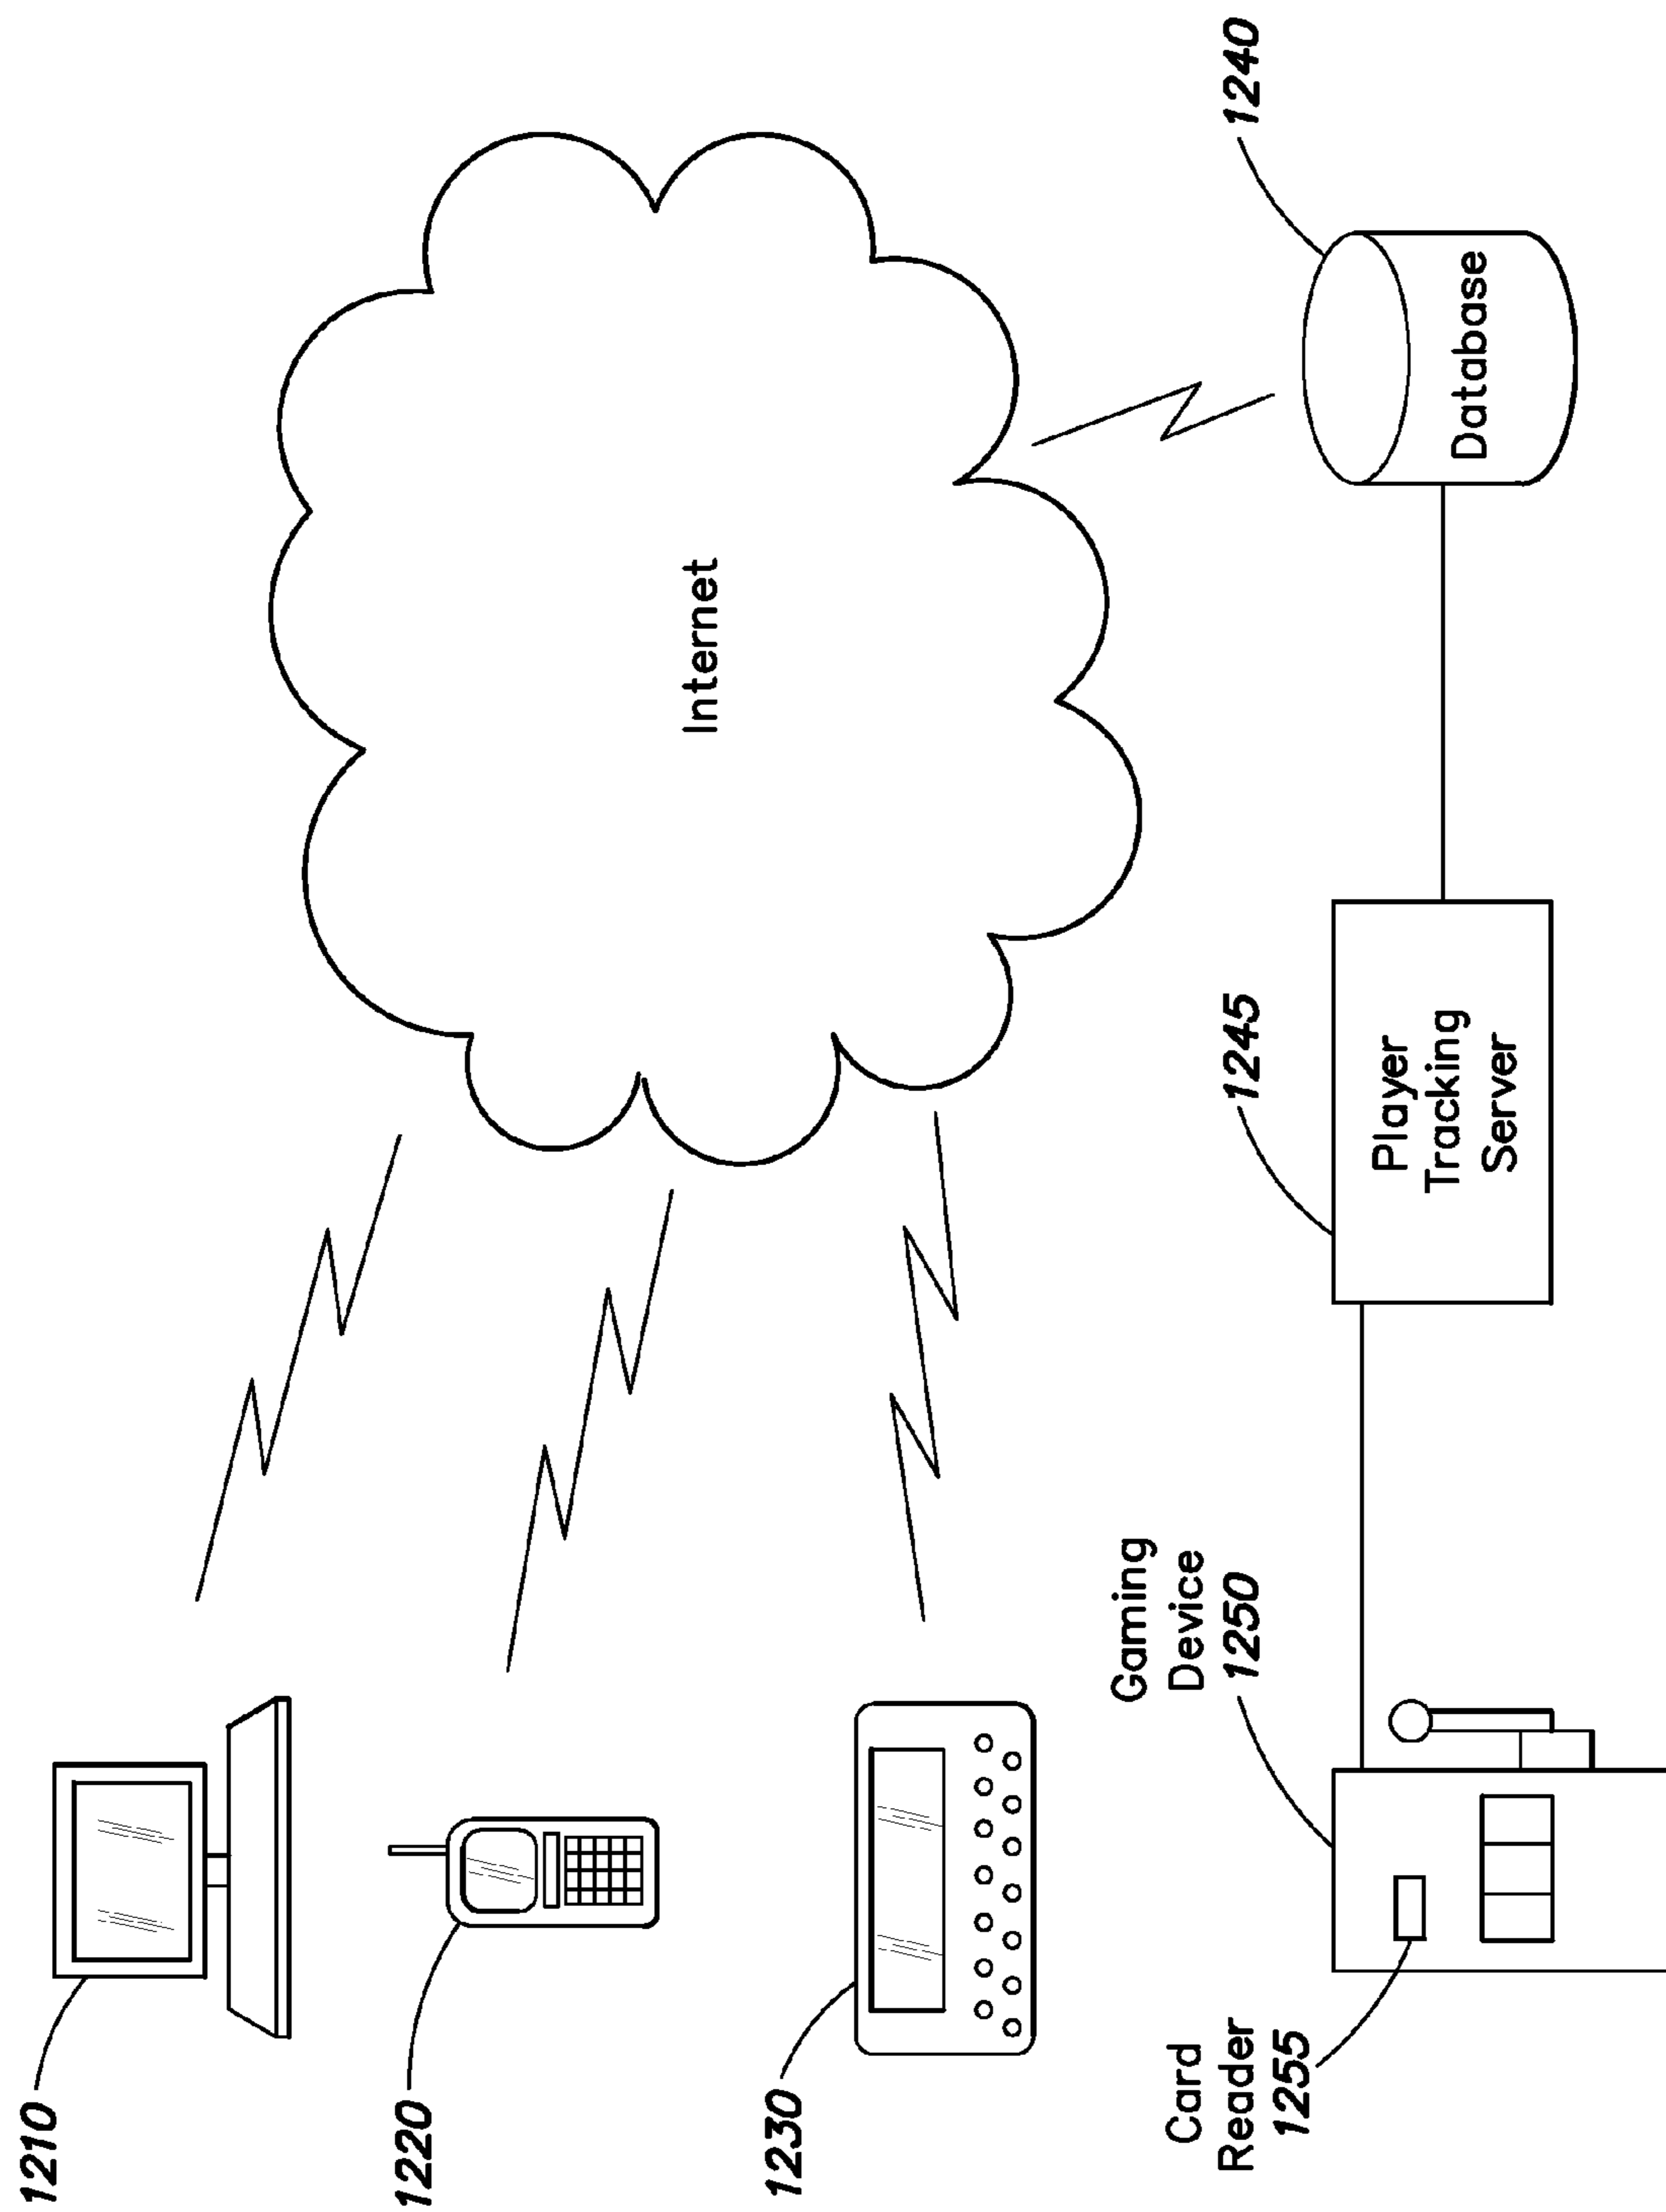 1210
1220
1230
Internet
Card
Reader
1255
Gaming
Device
1250
1245
Player
Tracking
Server
1240
Database